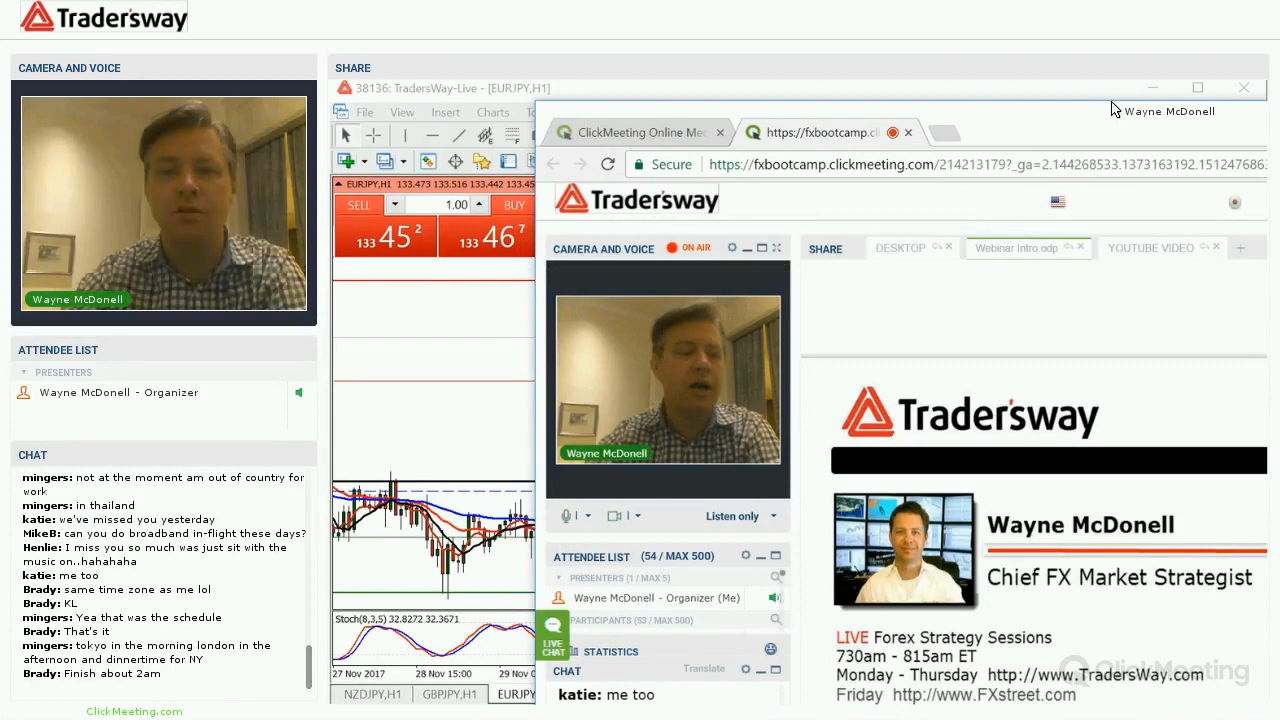 Tradersway
CAMERA AND VOICE
Wayne McDonell
ATTENDEE LIST
PRESENTERS
Wayne McDonell - Organizer
CHAT
mingers: not at the moment am out of country for
work
mingers: in thailand
katie: we've missed you yesterday
MikeB: can you do broadband in-flight these days?
Henlie: I miss you so much was just sit with the
music on..hahahaha
katie: me too
Brady: same time zone as me lol
Brady: KL
mingers: Yea that was the schedule
Brady: That's it
mingers: tokyo in the morning london in the
afternoon and dinnertime for NY
Brady: Finish about 2am
ClickMeeting.com
SHARE
38136: TradersWay-Live - [EURJPY,H1]
File View Insert Charts
EURJPY,H1 133.473 133.516 133.442 133.45
SELL 1.00 BUY
133 45 2 133 46 7
Stoch(8,3,5) 32.8272 32.3671
27 Nov 2017 28 Nov 15:00 29 Nov 0
NZDJPY,H1 GBPJPY,H1 EURJPY
Wayne McDonell
ClickMeeting Online Mee
https://fxbootcamp.cl
Secure https://fxbootcamp.clickmeeting.com/214213179?_ga=2.144268533.1373163192.151247686
Tradersway
CAMERA AND VOICE ON AIR
Wayne McDonell
Listen only
ATTENDEE LIST (54 / MAX 500)
PRESENTERS (1 / MAX 5)
Wayne McDonell - Organizer (Me)
PARTICIPANTS (53 / MAX 500)
LIVE
CHAT
STATISTICS
CHAT Translate
katie: me too
SHARE DESKTOP Webinar Intro.odp YOUTUBE VIDEO
Tradersway
Wayne McDonell
Chief FX Market Strategist
LIVE Forex Strategy Sessions
730am - 815am ET
Monday - Thursday http://www.TradersWay.com
Friday http://www.FXstreet.com
ClickMeeting